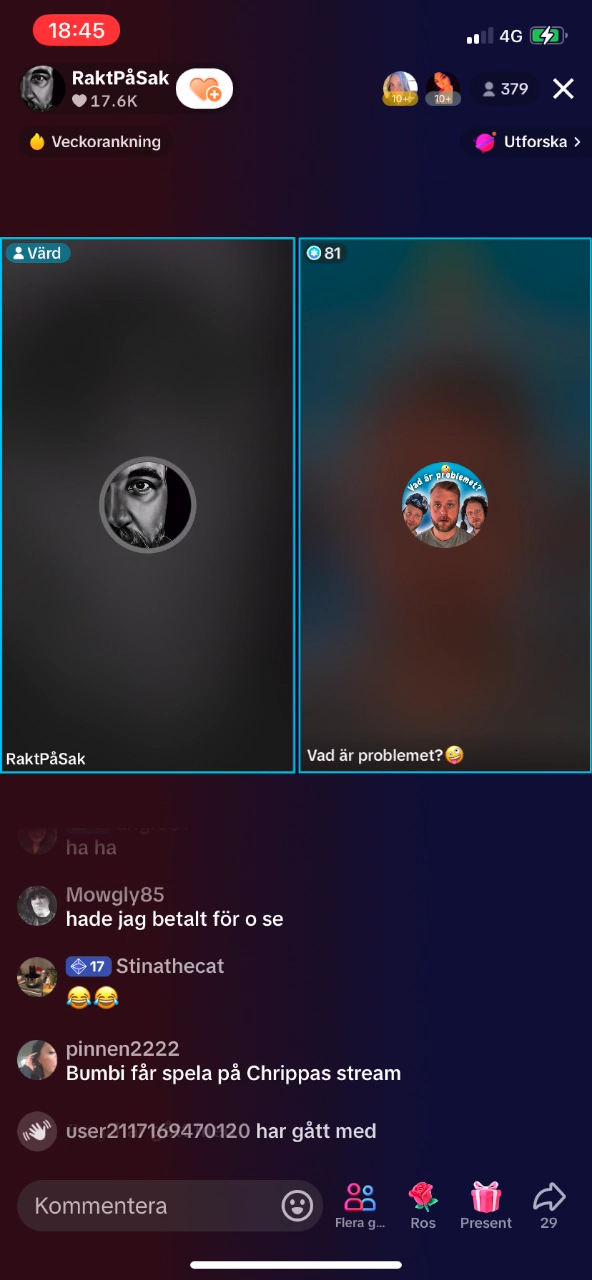 18:45
4G
RaktPåSak
17.6K
10+
10+
379
Veckorankning
Utforska >
Värd
81
Vad är problemet?
RaktPåSak
Vad är problemet?🤪
ha ha
Mowgly85
hade jag betalt för o se
17 Stinathecat
😂😂
pinnen2222
Bumbi får spela på Chrippas stream
user2117169470120 har gått med
Kommentera
Flera g...
Ros
Present
29